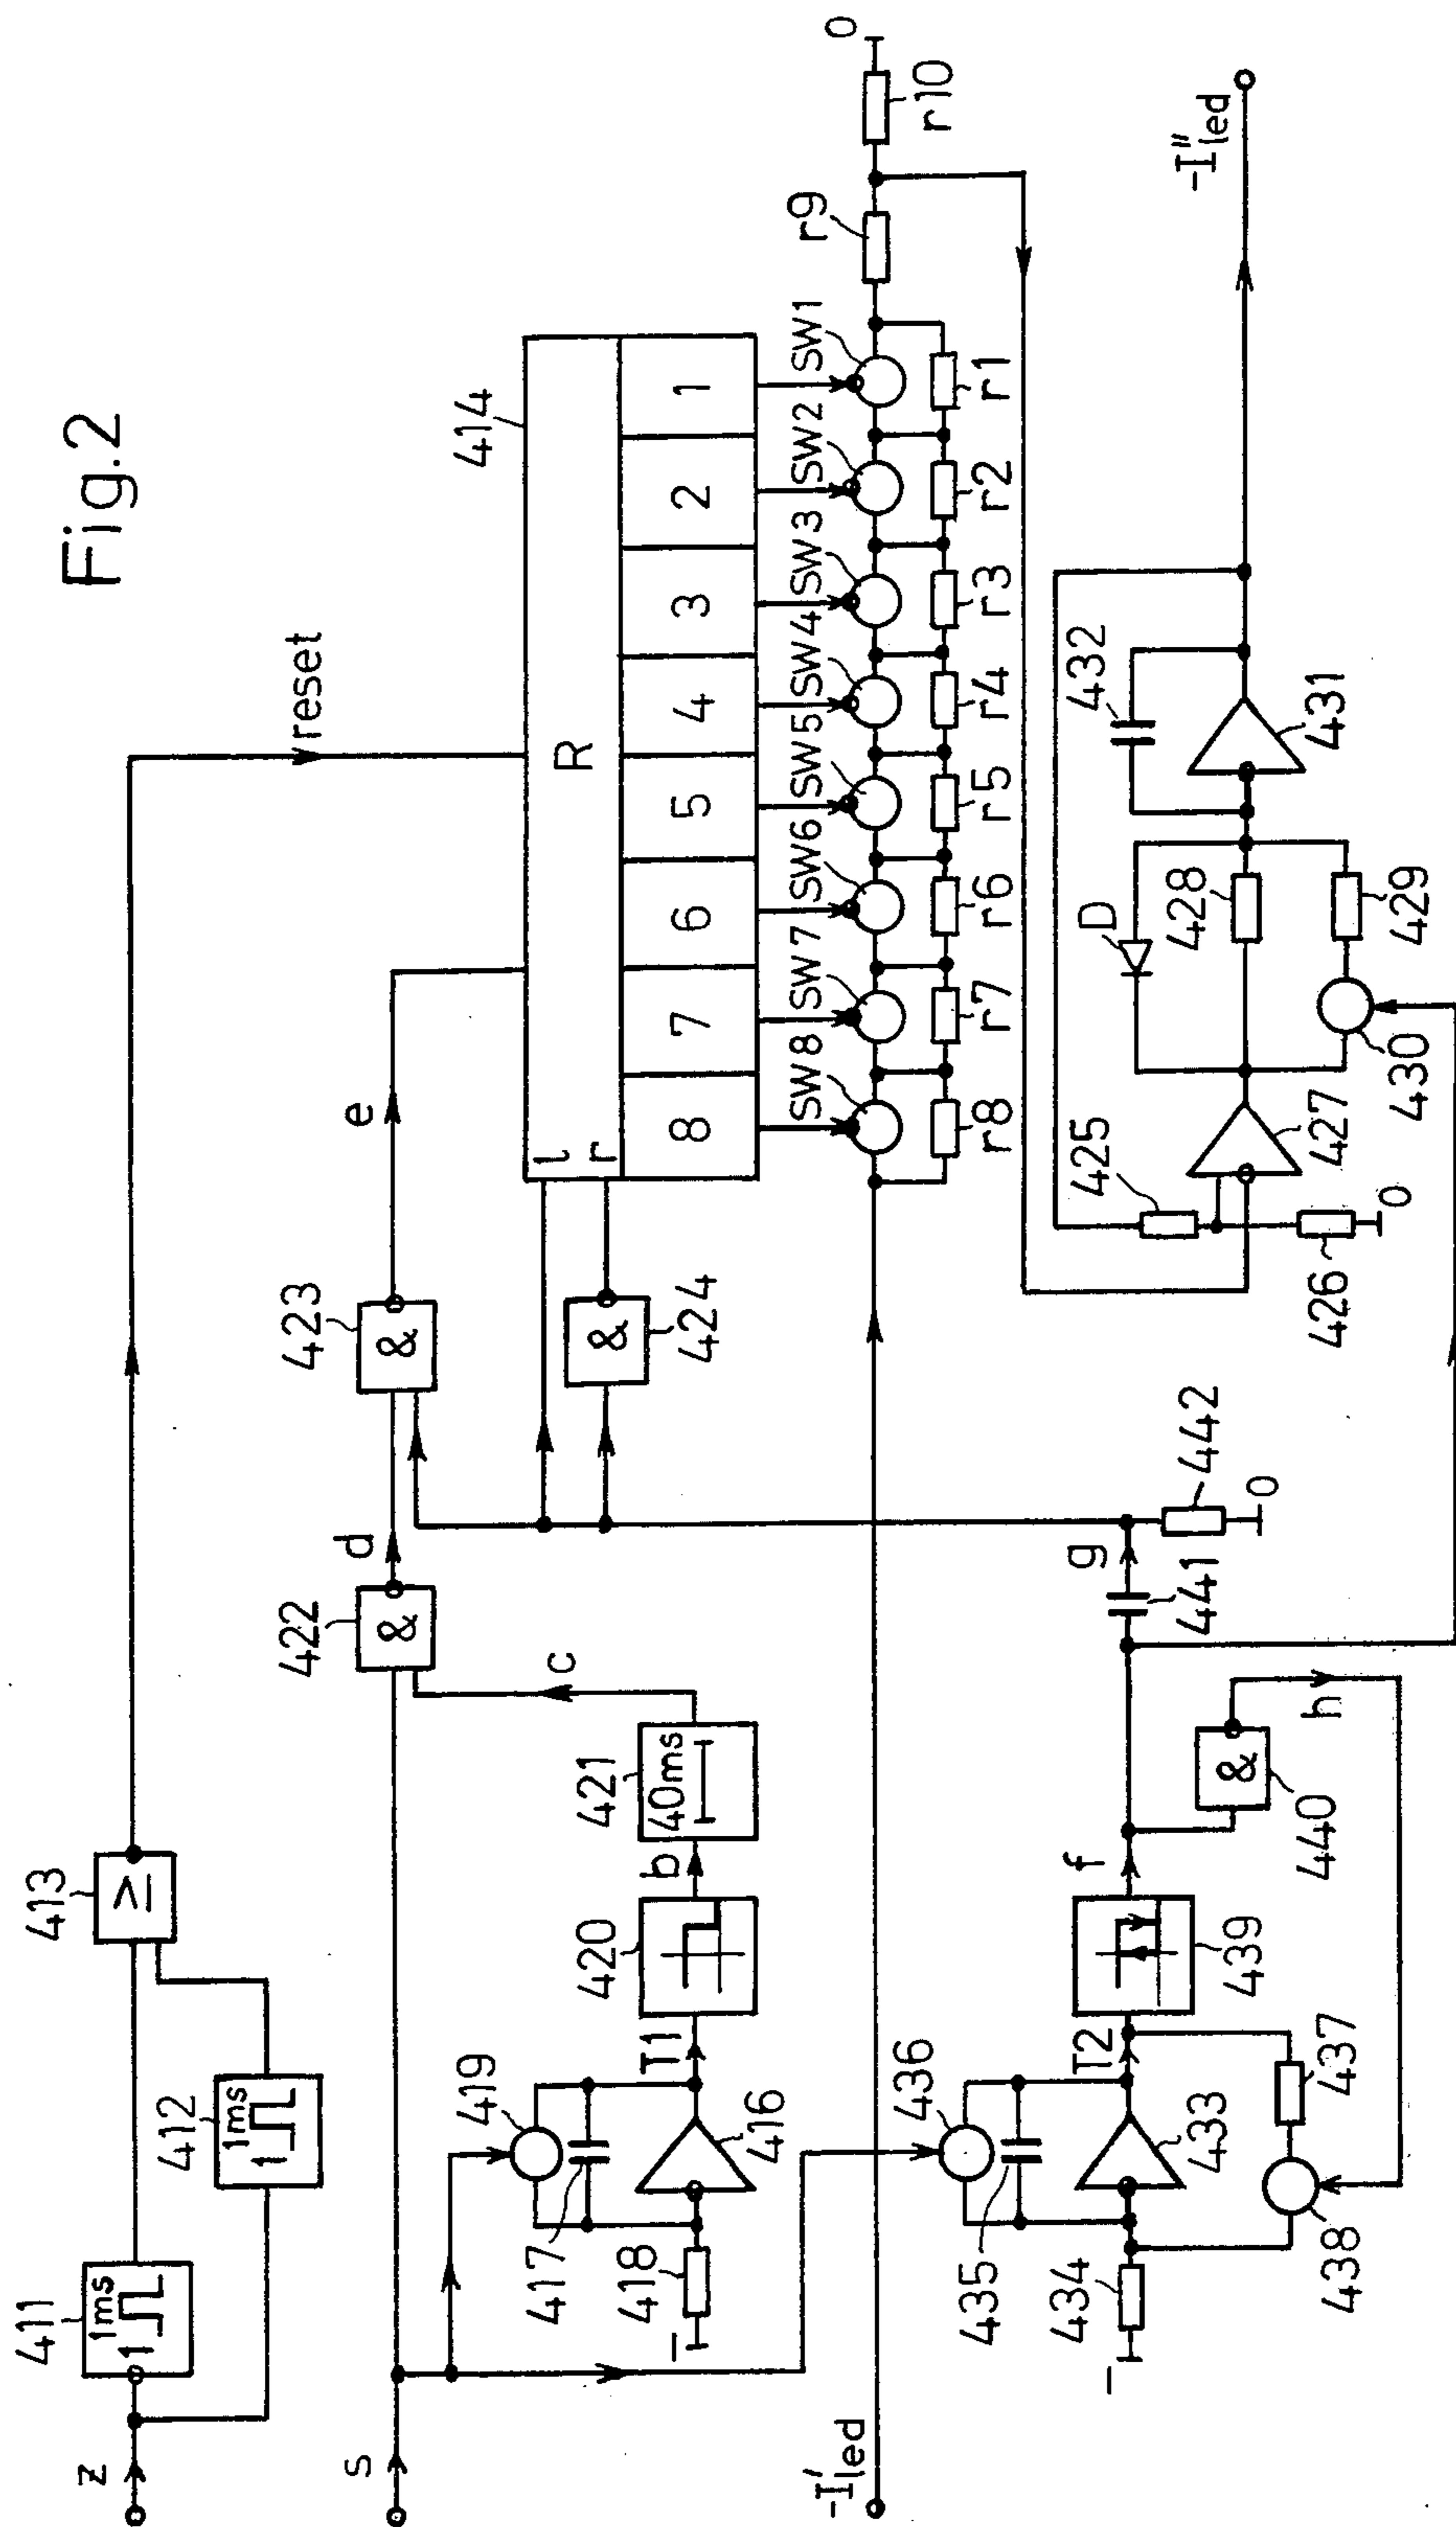 Fig.2
z
411
1 1ms
412
1 1ms
413
≥
reset
s
419
417
418
–
416
T1
420
b
421
40ms
c
422
&
d
423
&
e
424
&
414
l
r
R
8
7
6
5
4
3
2
1
SW8
SW7
SW6
SW5
SW4
SW3
SW2
SW1
r8
r7
r6
r5
r4
r3
r2
r1
r9
r10
0
-I'led
436
435
434
–
433
T2
437
438
439
f
440
&
h
441
g
442
0
425
426
0
427
D
428
429
430
432
431
-I''led